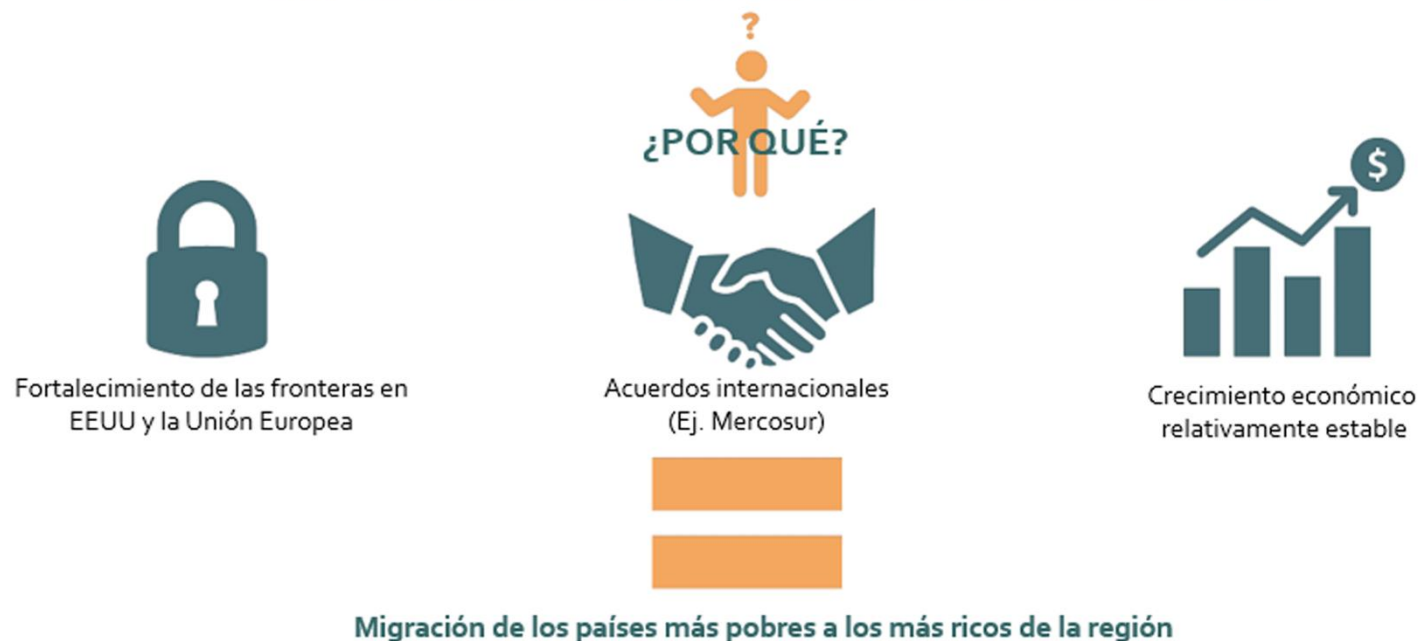 ?
¿POR QUÉ?
$
Fortalecimiento de las fronteras en
EEUU y la Unión Europea
Acuerdos internacionales
(Ej. Mercosur)
Crecimiento económico
relativamente estable
Migración de los países más pobres a los más ricos de la región